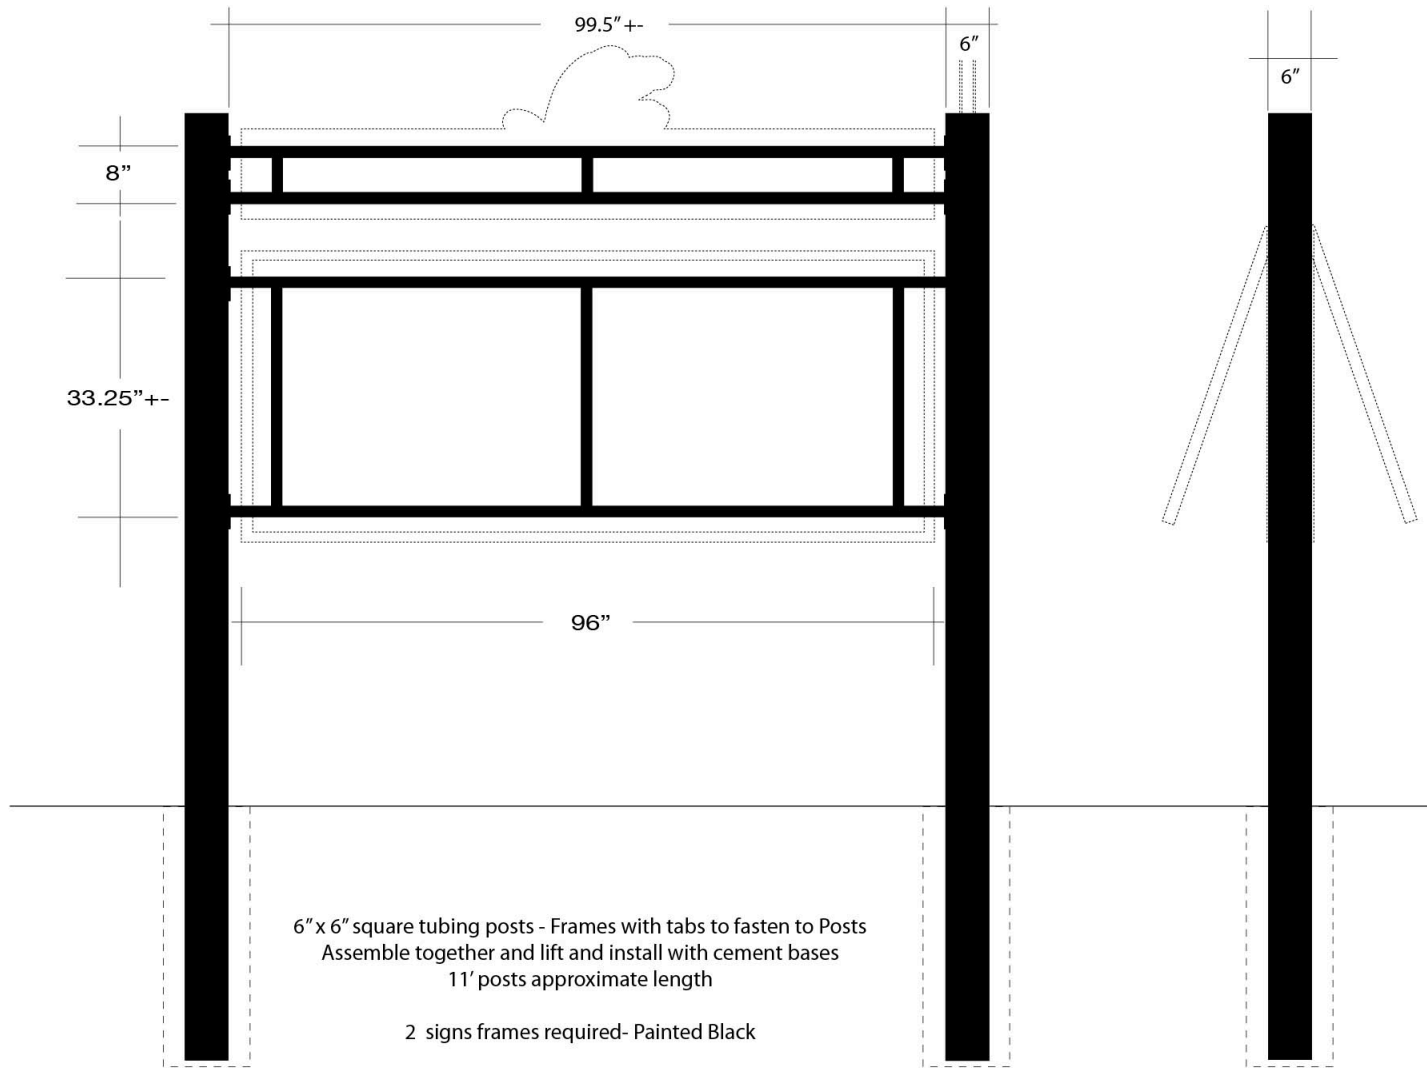 99.5”+-
6”
6”
8”
33.25”+-
96”
6” x 6” square tubing posts - Frames with tabs to fasten to Posts
Assemble together and lift and install with cement bases
11’ posts approximate length
2  signs frames required- Painted Black